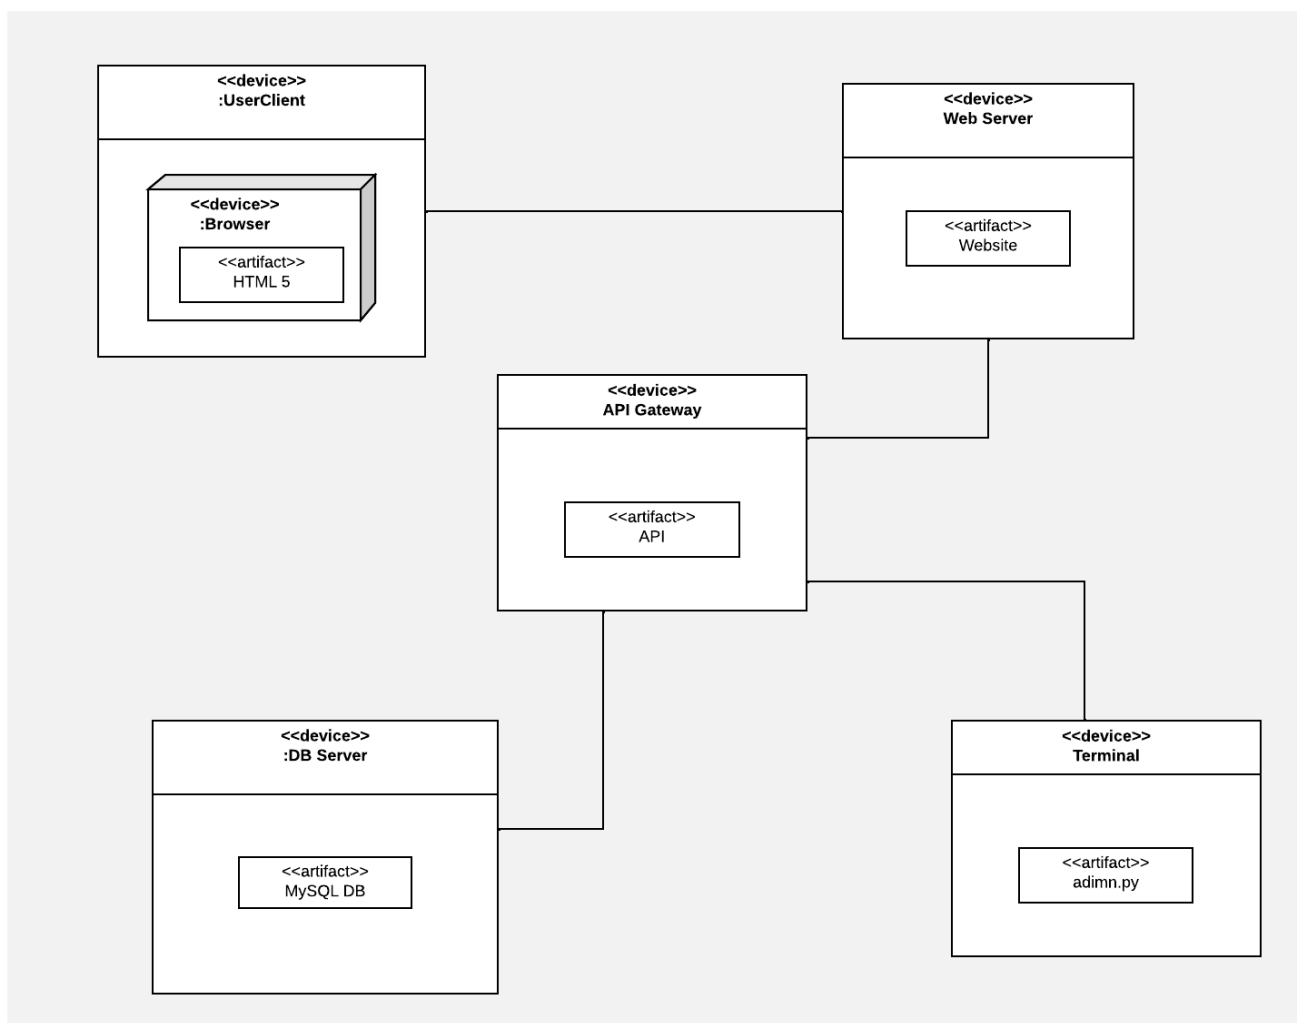 <<device>>
:UserClient
<<device>>
:Browser
<<artifact>>
HTML 5
<<device>>
Web Server
<<artifact>>
Website
<<device>>
API Gateway
<<artifact>>
API
<<device>>
:DB Server
<<artifact>>
MySQL DB
<<device>>
Terminal
<<artifact>>
adimn.py